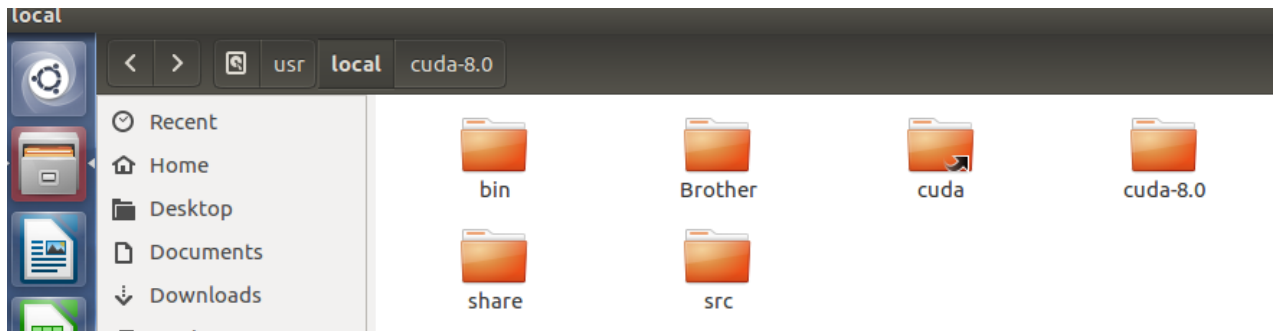 local
usr local cuda-8.0
Recent
Home
Desktop
Documents
Downloads
bin Brother cuda cuda-8.0
share src